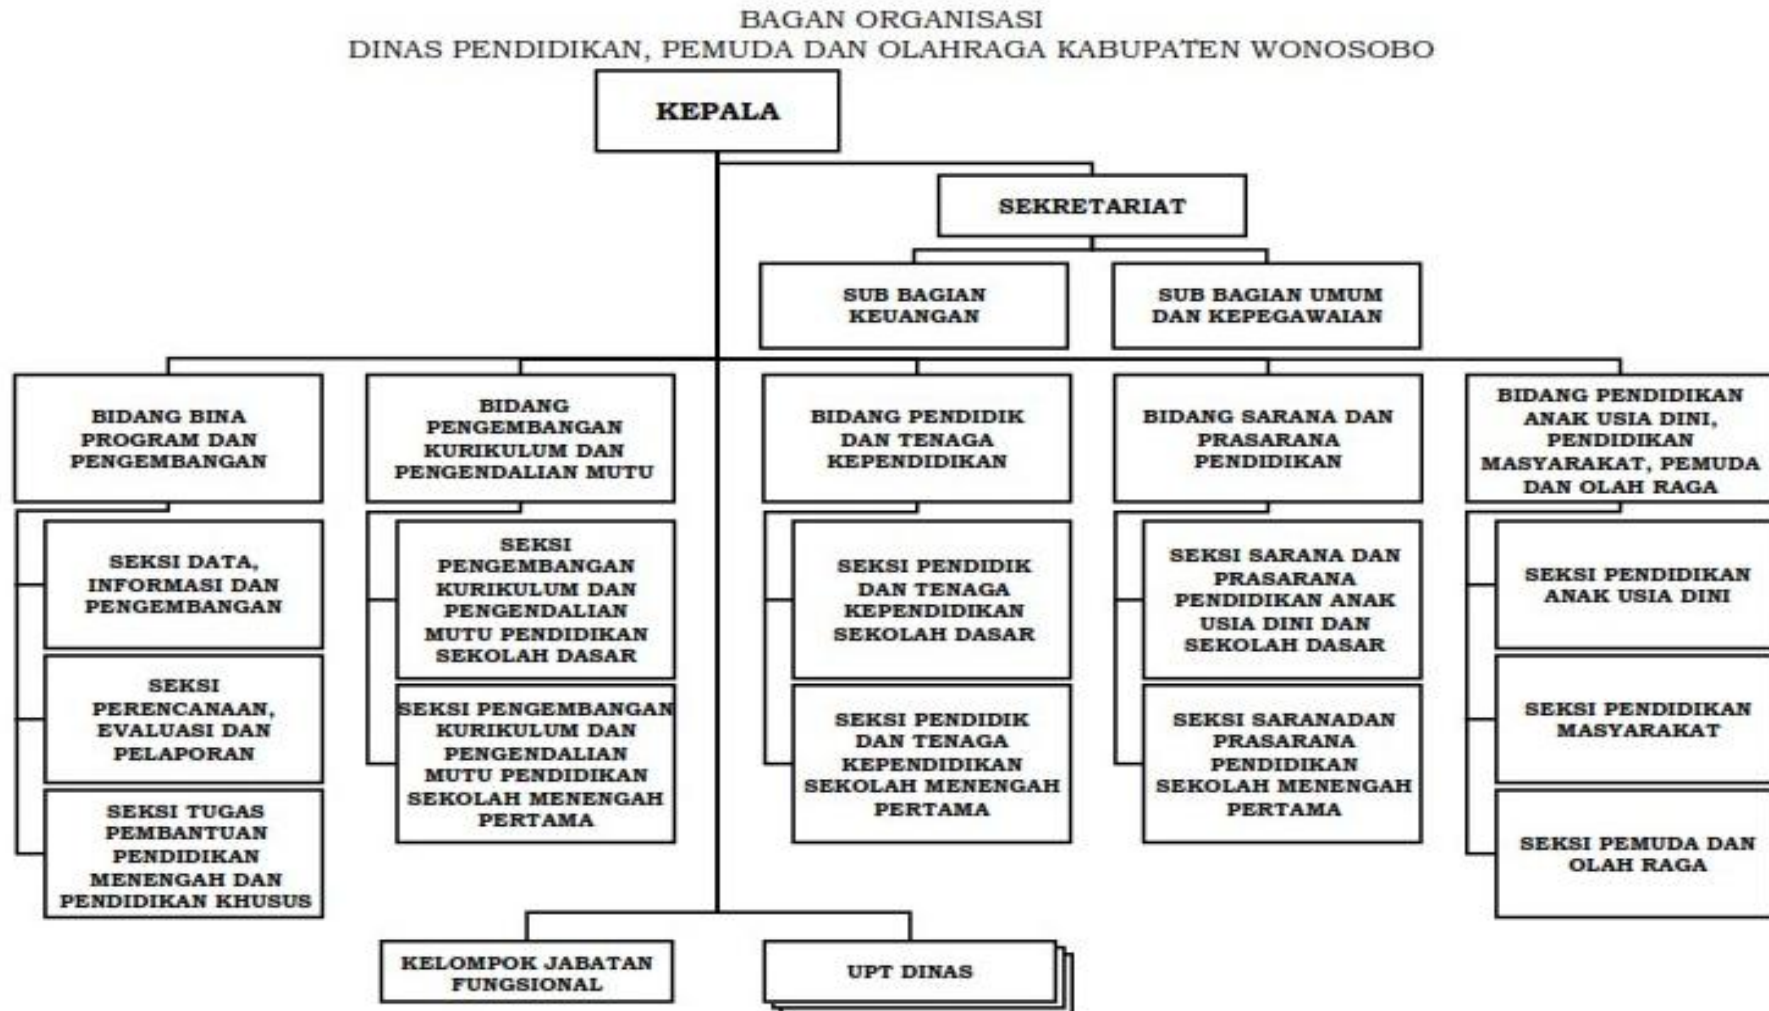 BAGAN ORGANISASI
DINAS PENDIDIKAN, PEMUDA DAN OLAHRAGA KABUPATEN WONOSOBO
KEPALA
SEKRETARIAT
SUB BAGIAN
KEUANGAN
SUB BAGIAN UMUM
DAN KEPEGAWAIAN
BIDANG BINA
PROGRAM DAN
PENGEMBANGAN
BIDANG
PENGEMBANGAN
KURIKULUM DAN
PENGENDALIAN MUTU
BIDANG PENDIDIK
DAN TENAGA
KEPENDIDIKAN
BIDANG SARANA DAN
PRASARANA
PENDIDIKAN
BIDANG PENDIDIKAN
ANAK USIA DINI,
PENDIDIKAN
MASYARAKAT, PEMUDA
DAN OLAH RAGA
SEKSI DATA,
INFORMASI DAN
PENGEMBANGAN
SEKSI
PERENCANAAN,
EVALUASI DAN
PELAPORAN
SEKSI TUGAS
PEMBANTUAN
PENDIDIKAN
MENENGAH DAN
PENDIDIKAN KHUSUS
SEKSI
PENGEMBANGAN
KURIKULUM DAN
PENGENDALIAN
MUTU PENDIDIKAN
SEKOLAH DASAR
SEKSI PENGEMBANGAN
KURIKULUM DAN
PENGENDALIAN
MUTU PENDIDIKAN
SEKOLAH MENENGAH
PERTAMA
SEKSI PENDIDIK
DAN TENAGA
KEPENDIDIKAN
SEKOLAH DASAR
SEKSI PENDIDIK
DAN TENAGA
KEPENDIDIKAN
SEKOLAH MENENGAH
PERTAMA
SEKSI SARANA DAN
PRASARANA
PENDIDIKAN ANAK
USIA DINI DAN
SEKOLAH DASAR
SEKSI SARANADAN
PRASARANA
PENDIDIKAN
SEKOLAH MENENGAH
PERTAMA
SEKSI PENDIDIKAN
ANAK USIA DINI
SEKSI PENDIDIKAN
MASYARAKAT
SEKSI PEMUDA DAN
OLAH RAGA
KELOMPOK JABATAN
FUNGSIONAL
UPT DINAS